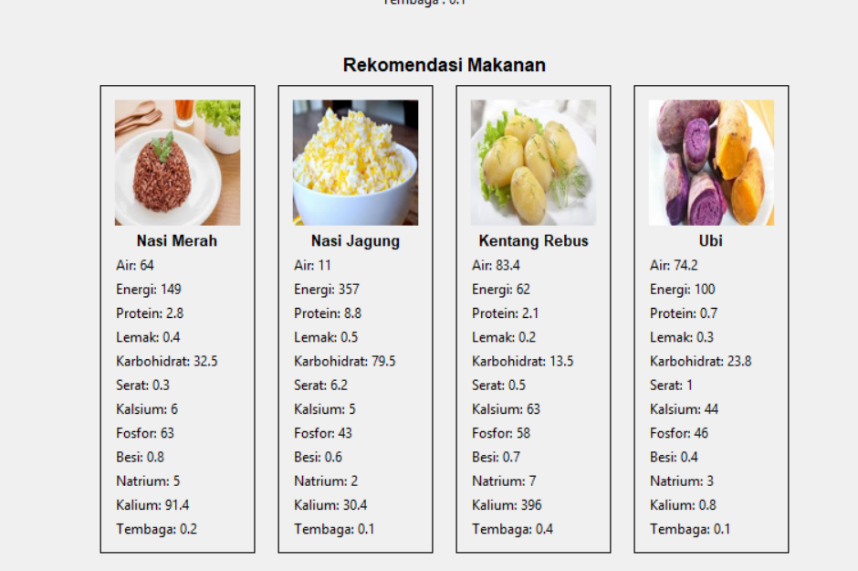 Tembaga : 0.1
Rekomendasi Makanan
Nasi Merah
Air: 64
Energi: 149
Protein: 2.8
Lemak: 0.4
Karbohidrat: 32.5
Serat: 0.3
Kalsium: 6
Fosfor: 63
Besi: 0.8
Natrium: 5
Kalium: 91.4
Tembaga: 0.2
Nasi Jagung
Air: 11
Energi: 357
Protein: 8.8
Lemak: 0.5
Karbohidrat: 79.5
Serat: 6.2
Kalsium: 5
Fosfor: 43
Besi: 0.6
Natrium: 2
Kalium: 30.4
Tembaga: 0.1
Kentang Rebus
Air: 83.4
Energi: 62
Protein: 2.1
Lemak: 0.2
Karbohidrat: 13.5
Serat: 0.5
Kalsium: 63
Fosfor: 58
Besi: 0.7
Natrium: 7
Kalium: 396
Tembaga: 0.4
Ubi
Air: 74.2
Energi: 100
Protein: 0.7
Lemak: 0.3
Karbohidrat: 23.8
Serat: 1
Kalsium: 44
Fosfor: 46
Besi: 0.4
Natrium: 3
Kalium: 0.8
Tembaga: 0.1